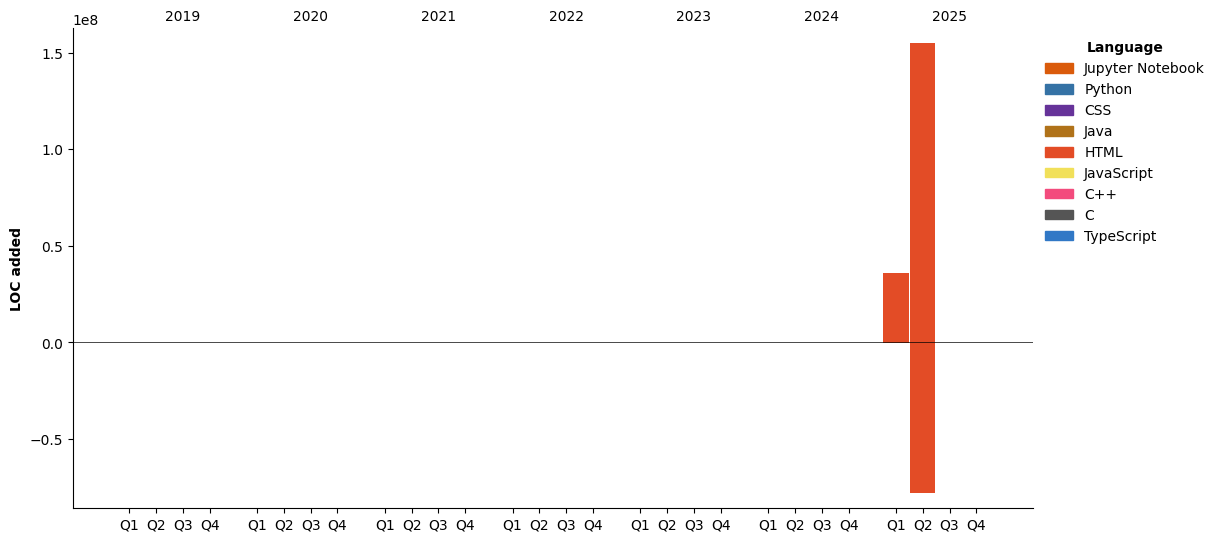 1e8
2019 2020 2021 2022 2023 2024 2025
1.5
1.0
0.5
0.0
−0.5
LOC added
Q1 Q2 Q3 Q4 Q1 Q2 Q3 Q4 Q1 Q2 Q3 Q4 Q1 Q2 Q3 Q4 Q1 Q2 Q3 Q4 Q1 Q2 Q3 Q4 Q1 Q2 Q3 Q4
Language
Jupyter Notebook
Python
CSS
Java
HTML
JavaScript
C++
C
TypeScript